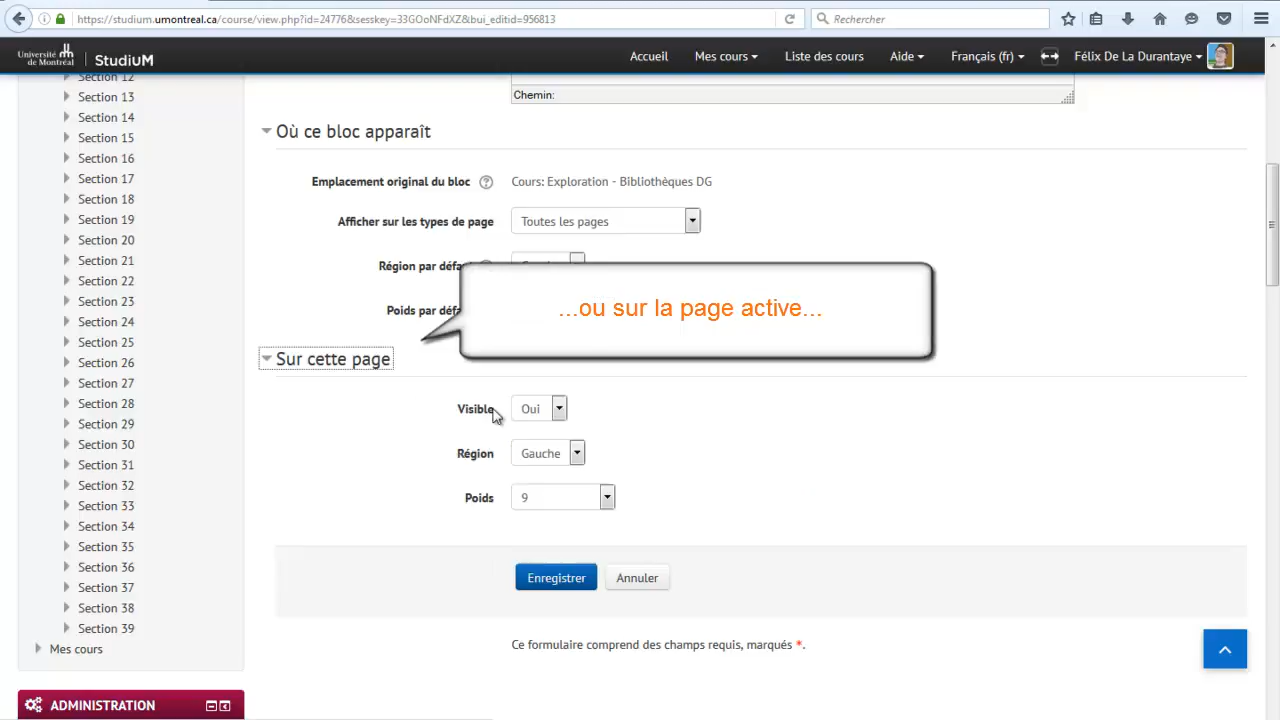 https://studium.umontreal.ca/course/view.php?id=24776&sesskey=33GOoNFdXZ&bui_editid=956813
Rechercher
Université de Montréal
StudiUM
Accueil
Mes cours
Liste des cours
Aide
Français (fr)
Félix De La Durantaye
Section 12
Section 13
Section 14
Section 15
Section 16
Section 17
Section 18
Section 19
Section 20
Section 21
Section 22
Section 23
Section 24
Section 25
Section 26
Section 27
Section 28
Section 29
Section 30
Section 31
Section 32
Section 33
Section 34
Section 35
Section 36
Section 37
Section 38
Section 39
Mes cours
ADMINISTRATION
Chemin:
Où ce bloc apparaît
Emplacement original du bloc
Cours: Exploration - Bibliothèques DG
Afficher sur les types de page
Toutes les pages
Région par défa
Poids par défa
...ou sur la page active...
Sur cette page
Visible
Oui
Région
Gauche
Poids
9
Enregistrer
Annuler
Ce formulaire comprend des champs requis, marqués *.